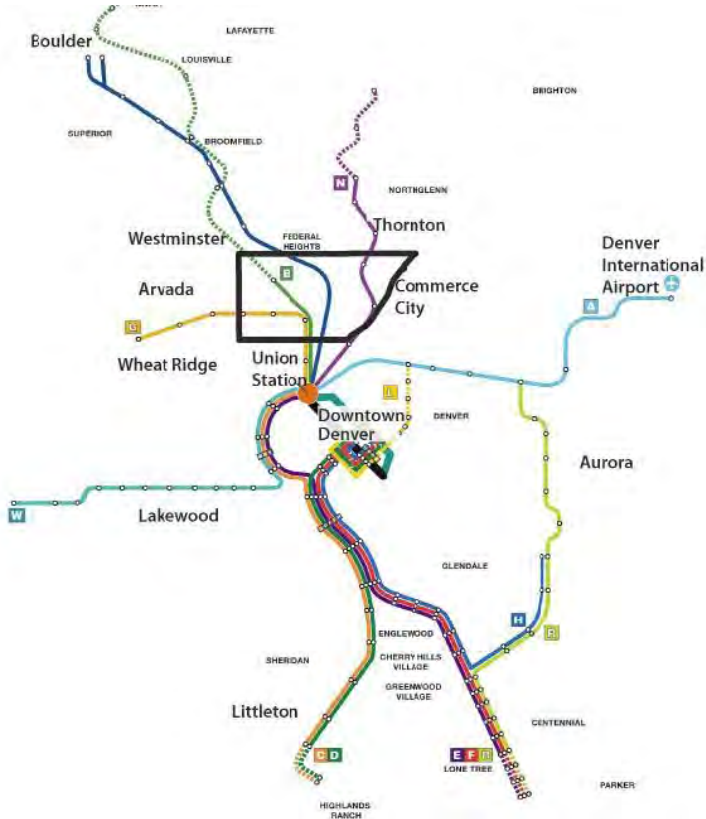 LAFAYETTE
Boulder
LOUISVILLE
BRIGHTON
SUPERIOR
BROOMFIELD
N
NORTHGLENN
Thornton
Westminster
FEDERAL
HEIGHTS
Denver
International
Airport
B
Arvada
Commerce
City
A
G
Wheat Ridge
Union
Station
L
Downtown
Denver
DENVER
Aurora
W
Lakewood
GLENDALE
H
R
ENGLEWOOD
SHERIDAN
CHERRY HILLS
VILLAGE
GREENWOOD
VILLAGE
Littleton
CENTENNIAL
C D
E F R
LONE TREE
PARKER
HIGHLANDS
RANCH